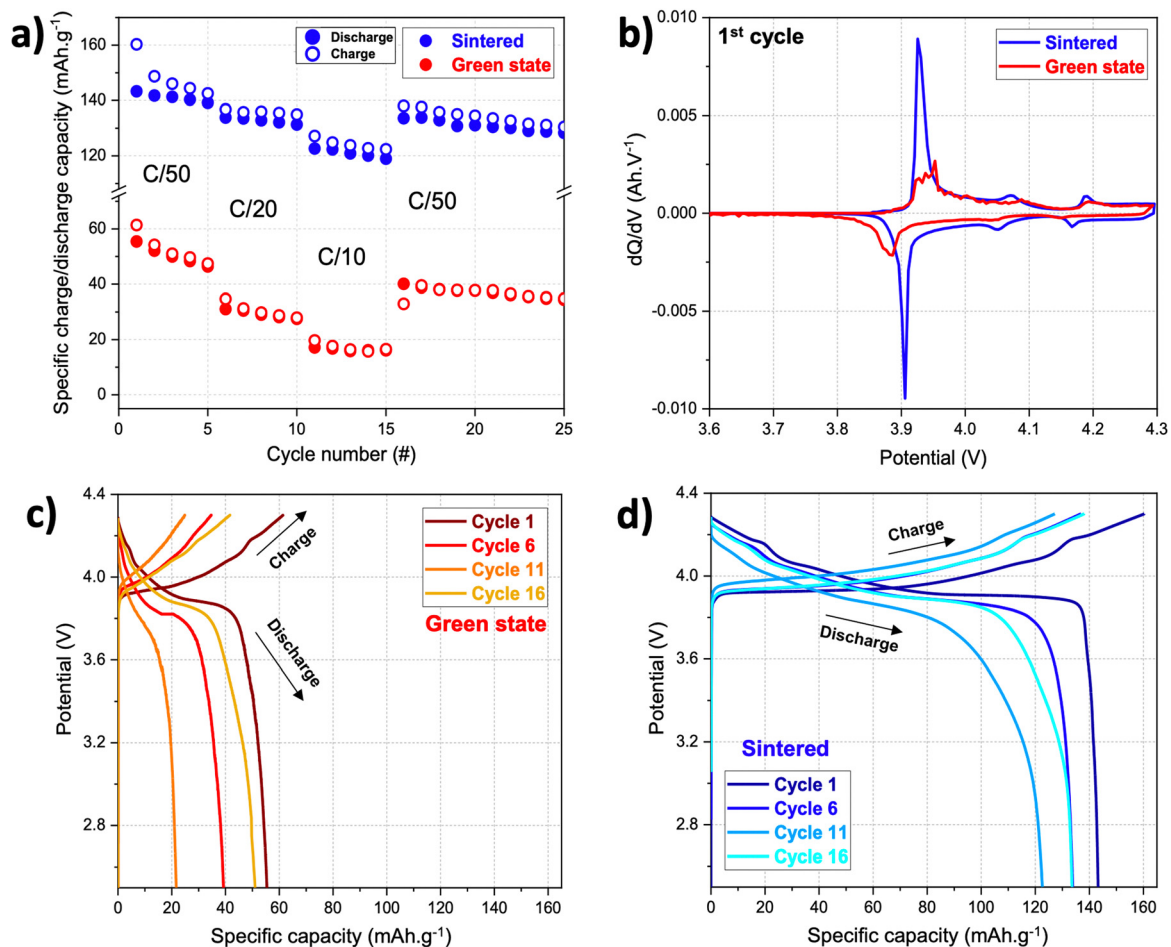 a)
Specific charge/discharge capacity (mAh.g⁻¹)
160
140
120
60
40
20
0
Discharge
Charge
Sintered
Green state
C/50
C/20
C/10
C/50
0
5
10
15
20
25
Cycle number (#)
b)
1st cycle
Sintered
Green state
dQ/dV (Ah.V⁻¹)
0.010
0.005
0.000
-0.005
-0.010
3.6
3.7
3.8
3.9
4.0
4.1
4.2
4.3
Potential (V)
c)
Potential (V)
4.4
4.0
3.6
3.2
2.8
Charge
Discharge
Cycle 1
Cycle 6
Cycle 11
Cycle 16
Green state
0
20
40
60
80
100
120
140
160
Specific capacity (mAh.g⁻¹)
d)
Potential (V)
4.4
4.0
3.6
3.2
2.8
Charge
Discharge
Sintered
Cycle 1
Cycle 6
Cycle 11
Cycle 16
0
20
40
60
80
100
120
140
160
Specific capacity (mAh.g⁻¹)